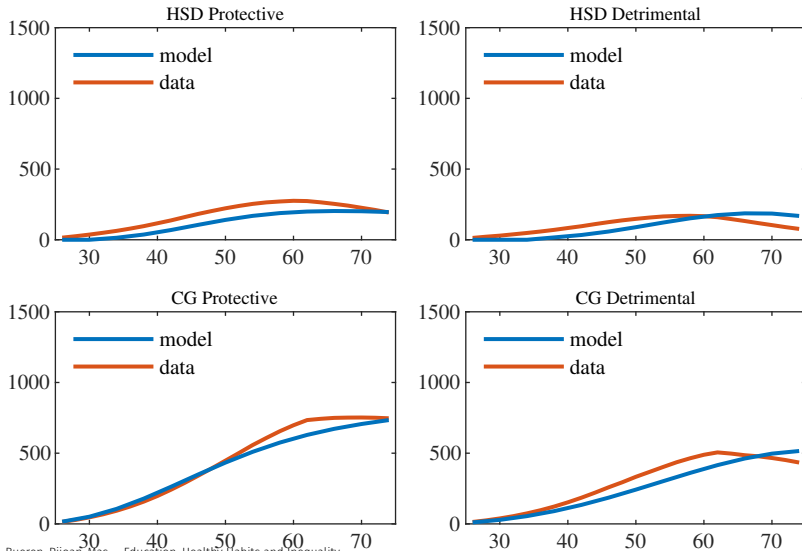 HSD Protective
1500
1000
500
0
model
data
30 40 50 60 70
HSD Detrimental
1500
1000
500
0
model
data
30 40 50 60 70
CG Protective
1500
1000
500
0
model
data
30 40 50 60 70
CG Detrimental
1500
1000
500
0
model
data
30 40 50 60 70
Education, Healthy Habits and Inequality